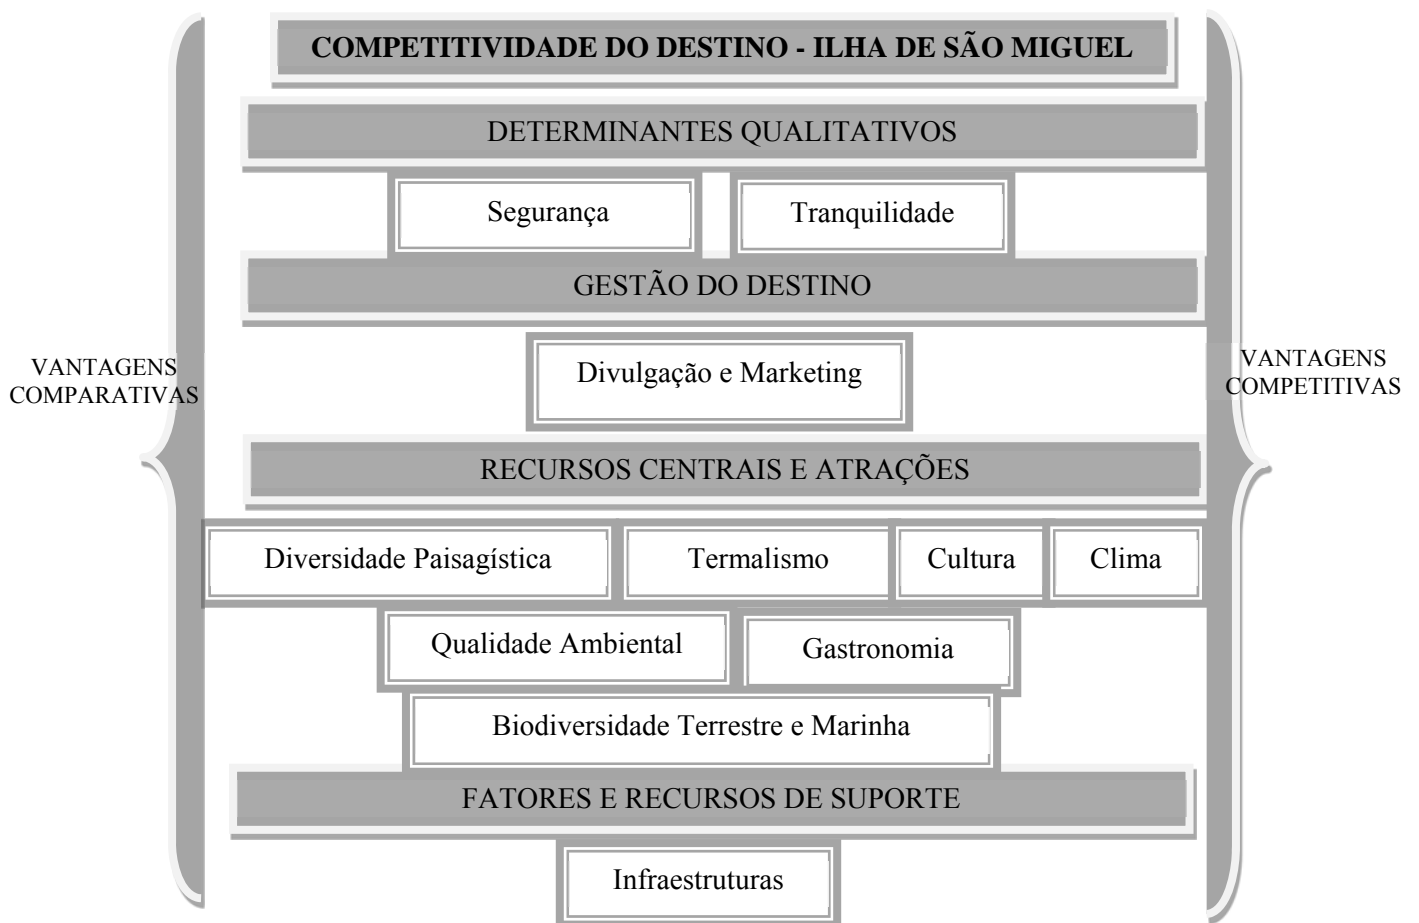 COMPETITIVIDADE DO DESTINO - ILHA DE SÃO MIGUEL
DETERMINANTES QUALITATIVOS
Segurança
Tranquilidade
GESTÃO DO DESTINO
VANTAGENS
COMPARATIVAS
Divulgação e Marketing
VANTAGENS
COMPETITIVAS
RECURSOS CENTRAIS E ATRAÇÕES
Diversidade Paisagística
Termalismo
Cultura
Clima
Qualidade Ambiental
Gastronomia
Biodiversidade Terrestre e Marinha
FATORES E RECURSOS DE SUPORTE
Infraestruturas